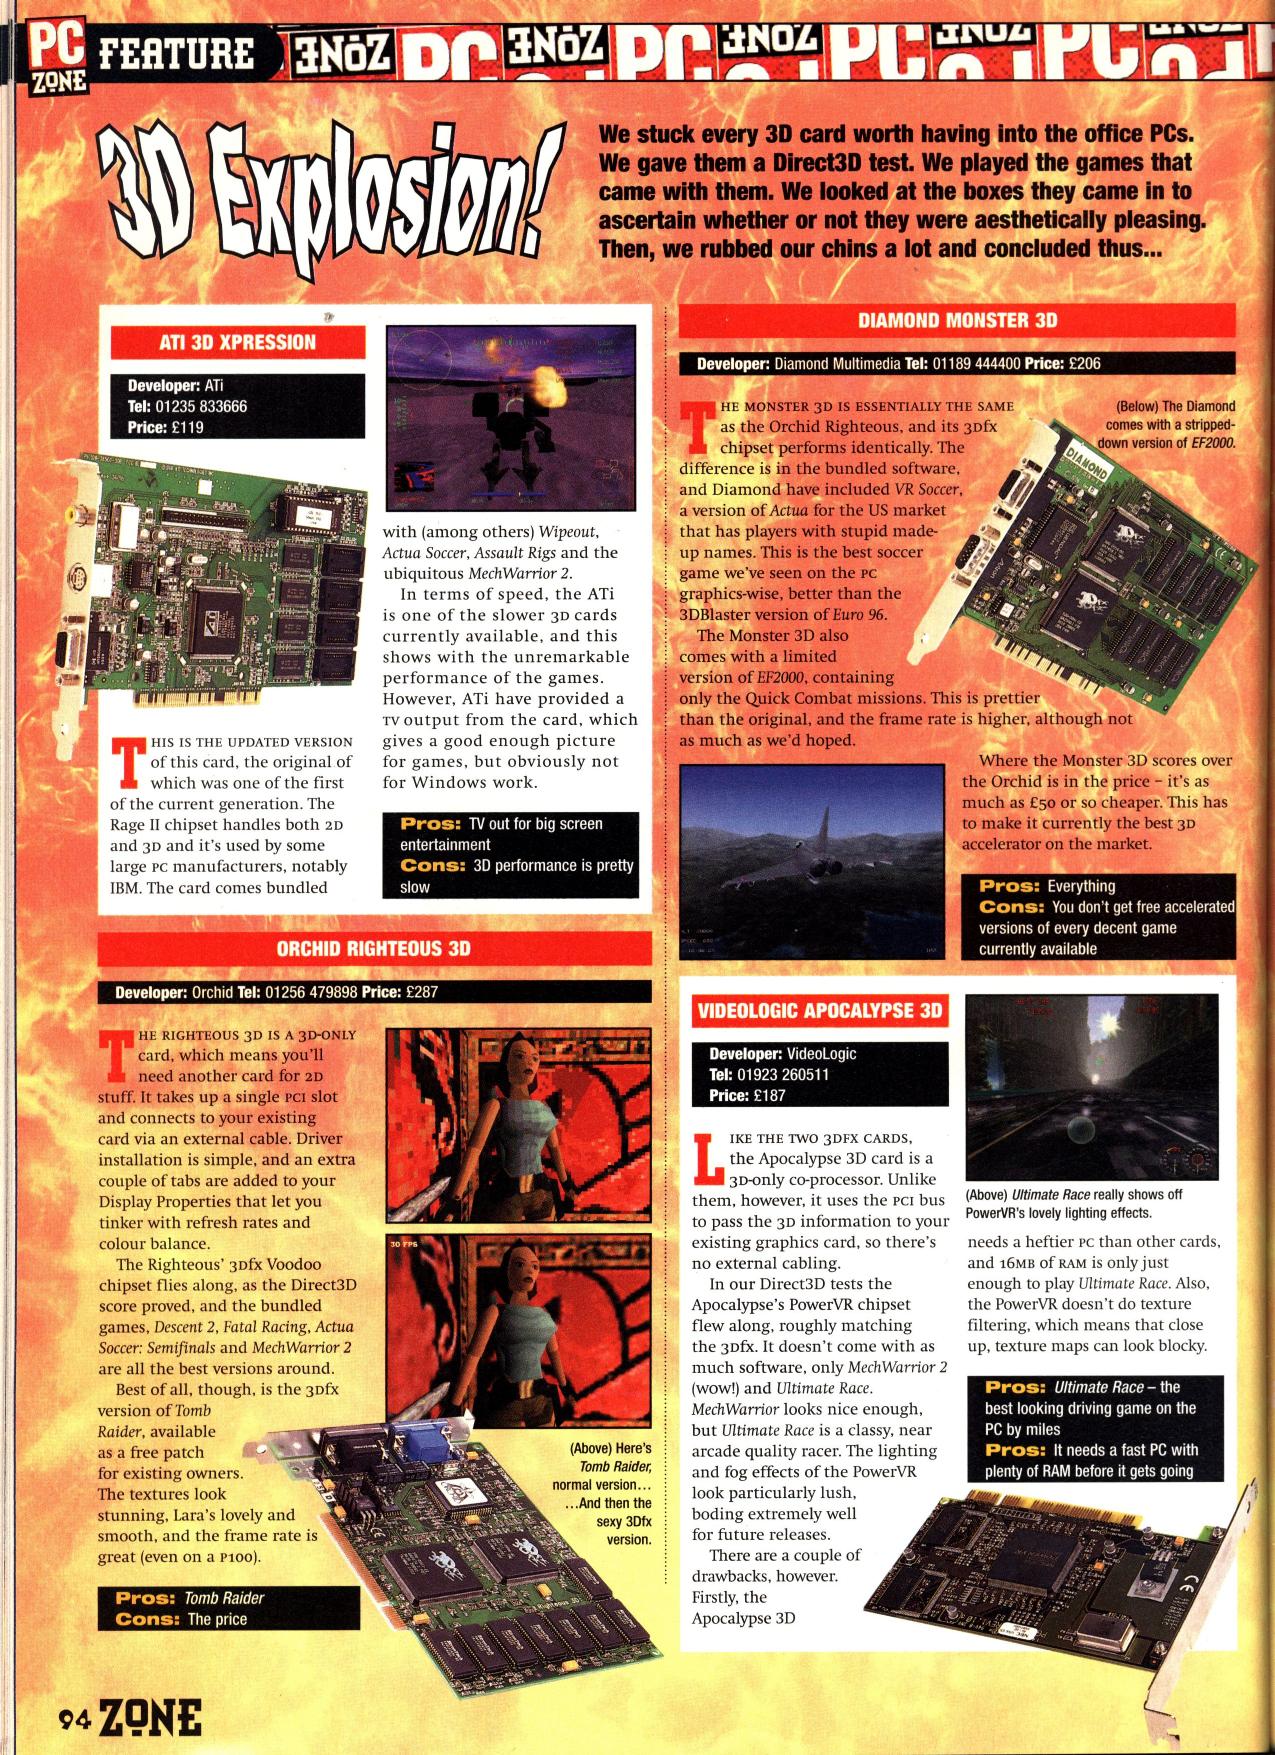 PC
ZONE
FEATURE
3D Explosion!
We stuck every 3D card worth having into the office PCs.
We gave them a Direct3D test. We played the games that
came with them. We looked at the boxes they came in to
ascertain whether or not they were aesthetically pleasing.
Then, we rubbed our chins a lot and concluded thus...
ATI 3D XPRESSION
Developer: ATi
Tel: 01235 833666
Price: £119
THIS IS THE UPDATED VERSION
of this card, the original of
which was one of the first
of the current generation. The
Rage II chipset handles both 2D
and 3D and it's used by some
large PC manufacturers, notably
IBM. The card comes bundled
with (among others) Wipeout,
Actua Soccer, Assault Rigs and the
ubiquitous MechWarrior 2.
In terms of speed, the ATi
is one of the slower 3D cards
currently available, and this
shows with the unremarkable
performance of the games.
However, ATi have provided a
TV output from the card, which
gives a good enough picture
for games, but obviously not
for Windows work.
Pros: TV out for big screen
entertainment
Cons: 3D performance is pretty
slow
ORCHID RIGHTEOUS 3D
Developer: Orchid Tel: 01256 479898 Price: £287
THE RIGHTEOUS 3D IS A 3D-ONLY
card, which means you'll
need another card for 2D
stuff. It takes up a single PCI slot
and connects to your existing
card via an external cable. Driver
installation is simple, and an extra
couple of tabs are added to your
Display Properties that let you
tinker with refresh rates and
colour balance.
The Righteous' 3Dfx Voodoo
chipset flies along, as the Direct3D
score proved, and the bundled
games, Descent 2, Fatal Racing, Actua
Soccer: Semifinals and MechWarrior 2
are all the best versions around.
Best of all, though, is the 3Dfx
version of Tomb
Raider, available
as a free patch
for existing owners.
The textures look
stunning, Lara's lovely and
smooth, and the frame rate is
great (even on a P100).
Pros: Tomb Raider
Cons: The price
30 FPS
(Above) Here's
Tomb Raider,
normal version...
...And then the
sexy 3Dfx
version.
DIAMOND MONSTER 3D
Developer: Diamond Multimedia Tel: 01189 444400 Price: £206
THE MONSTER 3D IS ESSENTIALLY THE SAME
as the Orchid Righteous, and its 3Dfx
chipset performs identically. The
difference is in the bundled software,
and Diamond have included VR Soccer,
a version of Actua for the US market
that has players with stupid made-
up names. This is the best soccer
game we've seen on the PC
graphics-wise, better than the
3DBlaster version of Euro 96.
The Monster 3D also
comes with a limited
version of EF2000, containing
only the Quick Combat missions. This is prettier
than the original, and the frame rate is higher, although not
as much as we'd hoped.
(Below) The Diamond
comes with a stripped-
down version of EF2000.
DIAMOND
Where the Monster 3D scores over
the Orchid is in the price – it's as
much as £50 or so cheaper. This has
to make it currently the best 3D
accelerator on the market.
Pros: Everything
Cons: You don't get free accelerated
versions of every decent game
currently available
VIDEOLOGIC APOCALYPSE 3D
Developer: VideoLogic
Tel: 01923 260511
Price: £187
LIKE THE TWO 3DFX CARDS,
the Apocalypse 3D card is a
3D-only co-processor. Unlike
them, however, it uses the PCI bus
to pass the 3D information to your
existing graphics card, so there's
no external cabling.
In our Direct3D tests the
Apocalypse's PowerVR chipset
flew along, roughly matching
the 3Dfx. It doesn't come with as
much software, only MechWarrior 2
(wow!) and Ultimate Race.
MechWarrior looks nice enough,
but Ultimate Race is a classy, near
arcade quality racer. The lighting
and fog effects of the PowerVR
look particularly lush,
boding extremely well
for future releases.
There are a couple of
drawbacks, however.
Firstly, the
Apocalypse 3D
(Above) Ultimate Race really shows off
PowerVR's lovely lighting effects.
needs a heftier PC than other cards,
and 16MB of RAM is only just
enough to play Ultimate Race. Also,
the PowerVR doesn't do texture
filtering, which means that close
up, texture maps can look blocky.
Pros: Ultimate Race – the
best looking driving game on the
PC by miles
Pros: It needs a fast PC with
plenty of RAM before it gets going
94 ZONE